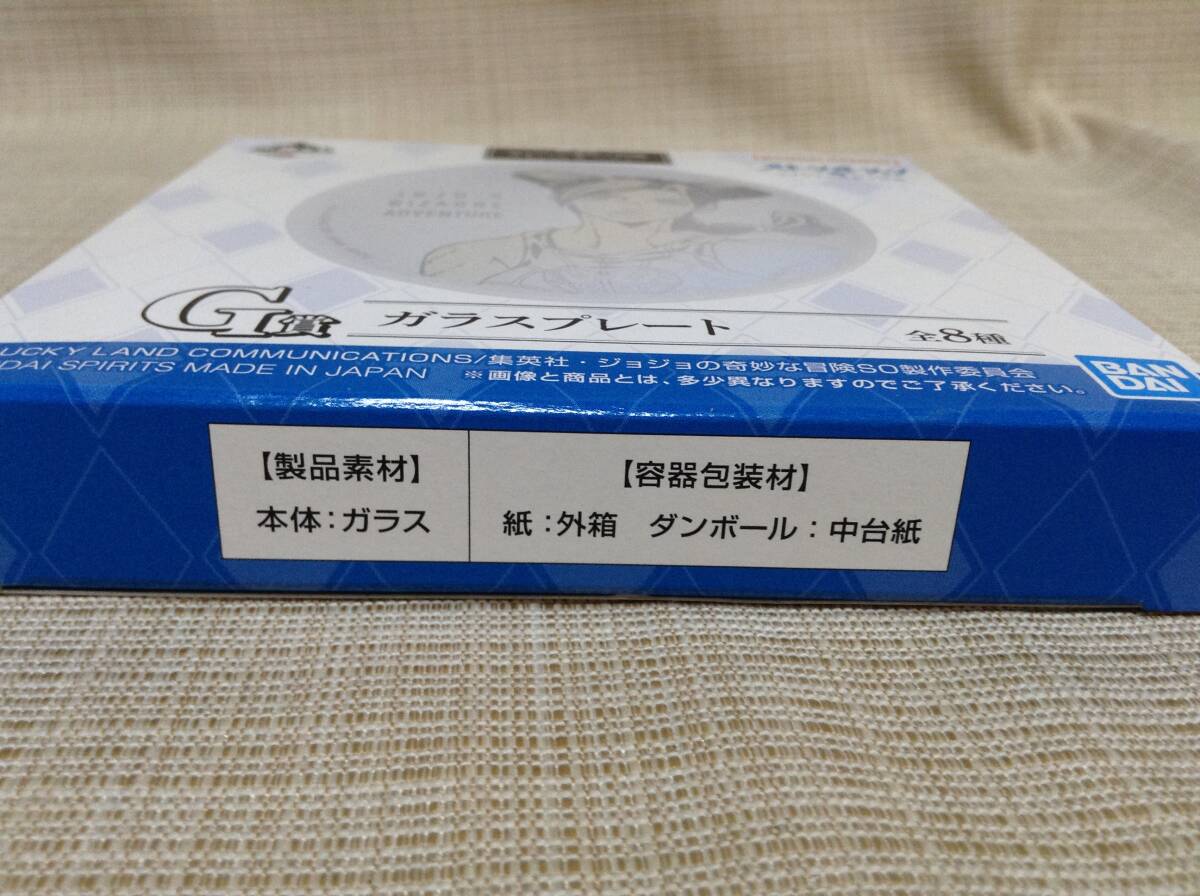 BIZARRE
ADVENTURE
G賞 ガラスプレート 全8種
UCKY LAND COMMUNICATIONS/集英社・ジョジョの奇妙な冒険SO製作委員会
DAI SPIRITS MADE IN JAPAN ※画像と商品とは、多少異なりますのでご了承ください。
BAN
DAI
【製品素材】
本体：ガラス
【容器包装材】
紙：外箱 ダンボール：中台紙